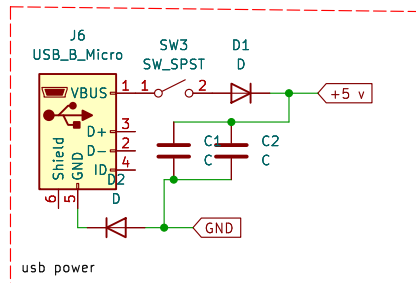 J6
USB_B_Micro
SW3
SW_SPST
D1
D
VBUS
1
1
2
+5 v
D+
3
D-
2
ID
4
Shield
GND
6
5
C1
C
C2
C
D2
D
GND
usb power